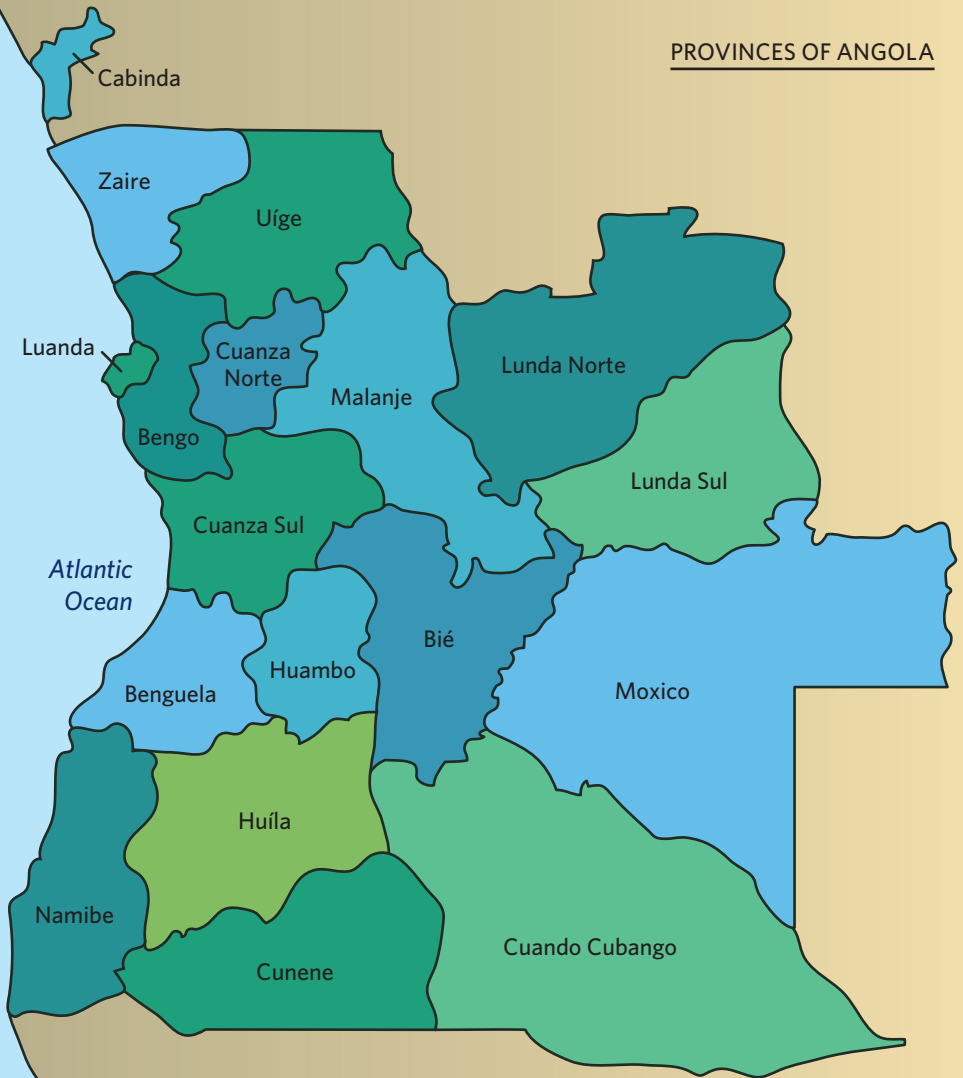 PROVINCES OF ANGOLA
Cabinda
Zaire
Uíge
Luanda
Cuanza
Norte
Lunda Norte
Malanje
Bengo
Lunda Sul
Cuanza Sul
Atlantic
Ocean
Bié
Huambo
Benguela
Moxico
Huíla
Namibe
Cuando Cubango
Cunene